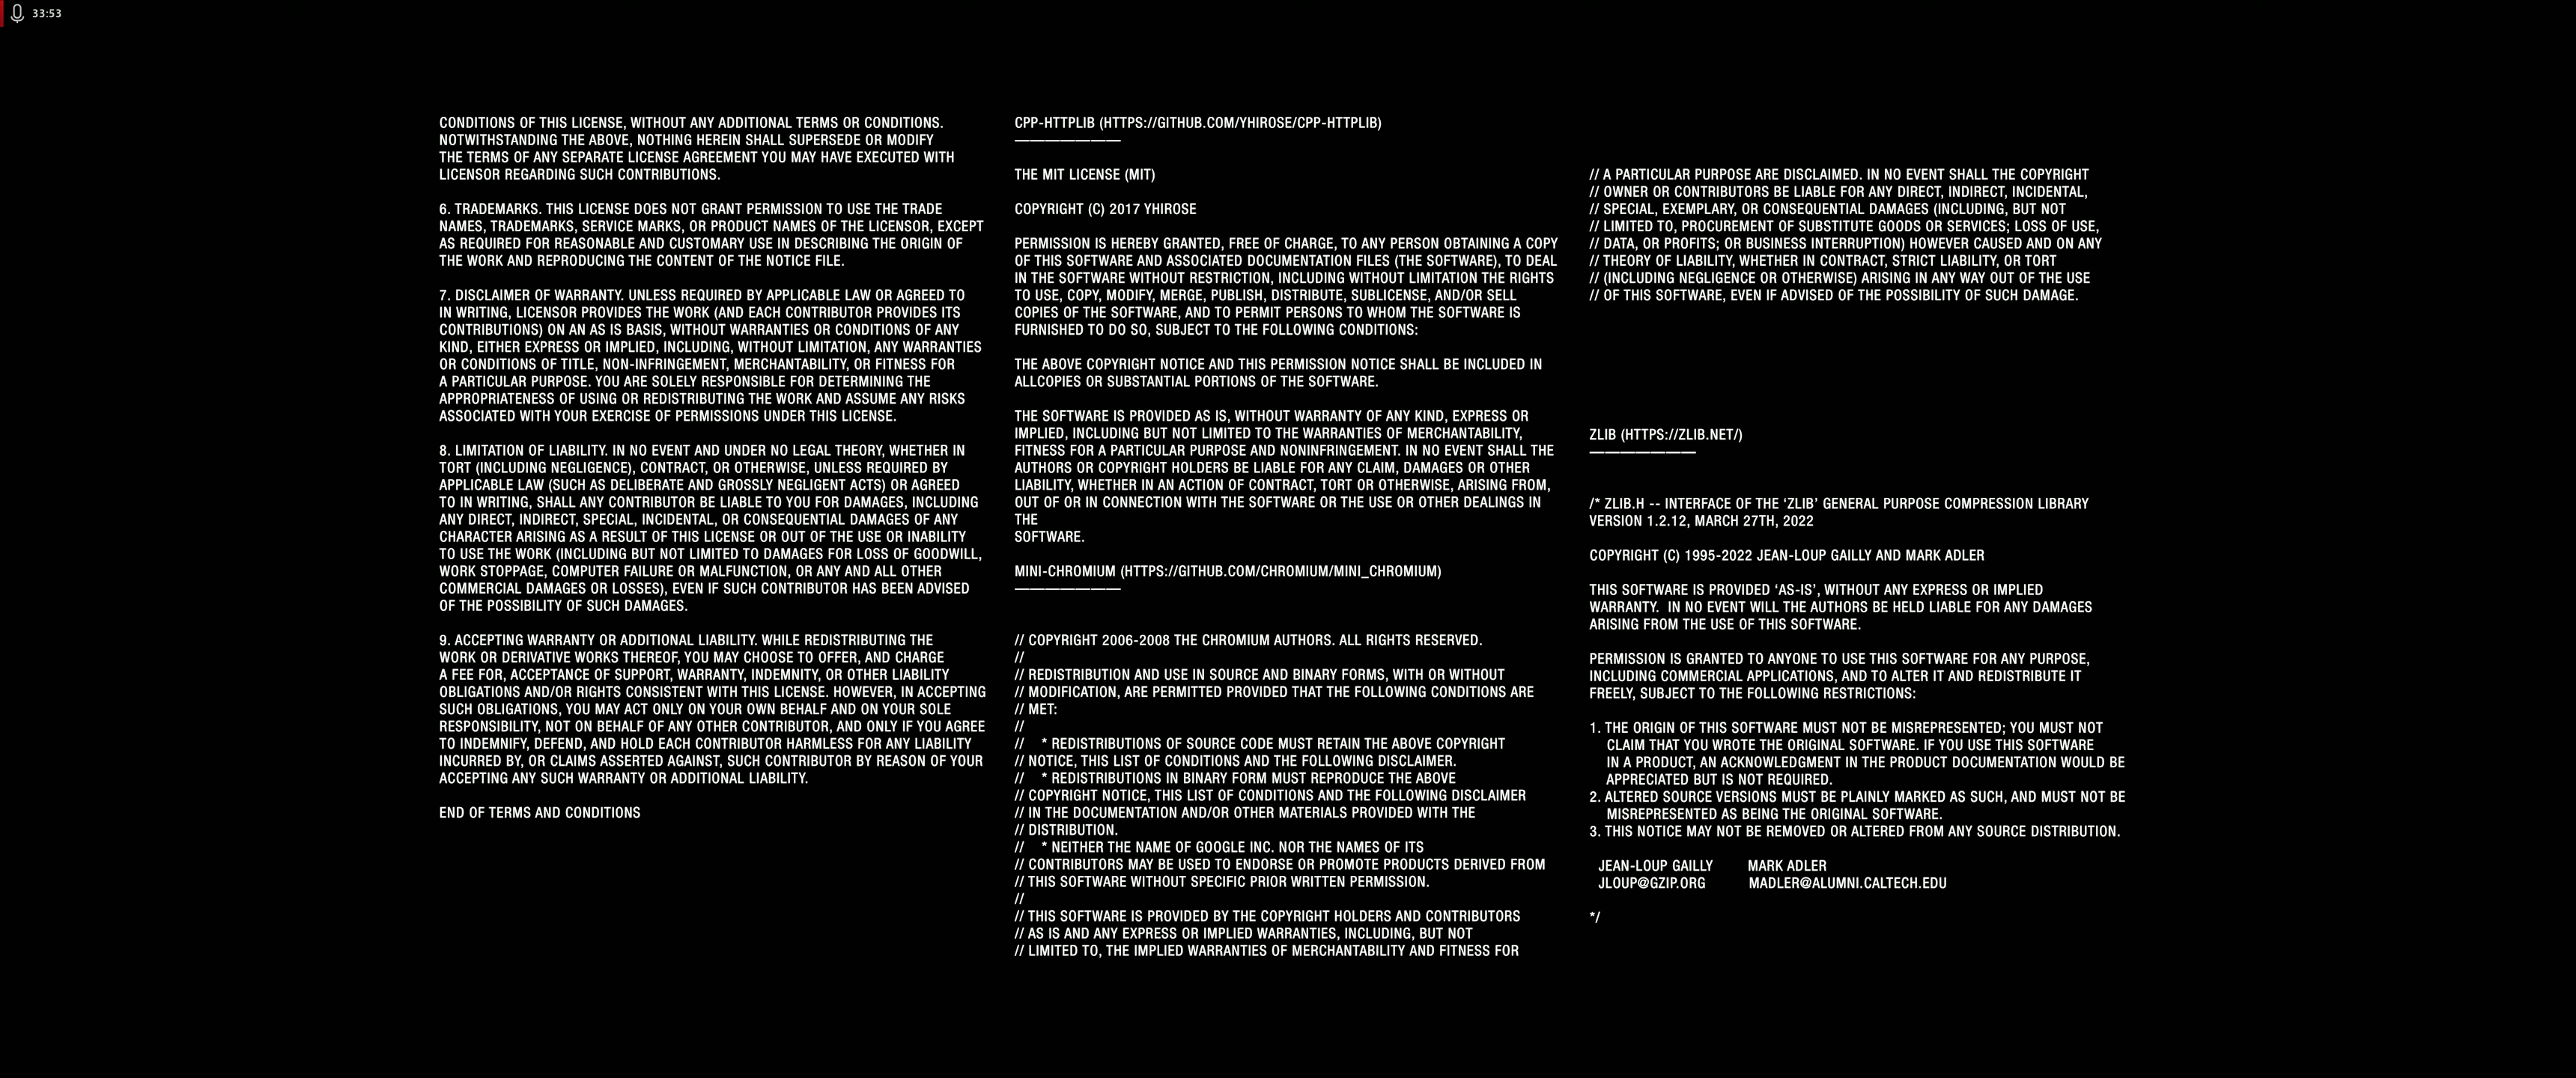 33:53
CONDITIONS OF THIS LICENSE, WITHOUT ANY ADDITIONAL TERMS OR CONDITIONS.
NOTWITHSTANDING THE ABOVE, NOTHING HEREIN SHALL SUPERSEDE OR MODIFY
THE TERMS OF ANY SEPARATE LICENSE AGREEMENT YOU MAY HAVE EXECUTED WITH
LICENSOR REGARDING SUCH CONTRIBUTIONS.
6. TRADEMARKS. THIS LICENSE DOES NOT GRANT PERMISSION TO USE THE TRADE
NAMES, TRADEMARKS, SERVICE MARKS, OR PRODUCT NAMES OF THE LICENSOR, EXCEPT
AS REQUIRED FOR REASONABLE AND CUSTOMARY USE IN DESCRIBING THE ORIGIN OF
THE WORK AND REPRODUCING THE CONTENT OF THE NOTICE FILE.
7. DISCLAIMER OF WARRANTY. UNLESS REQUIRED BY APPLICABLE LAW OR AGREED TO
IN WRITING, LICENSOR PROVIDES THE WORK (AND EACH CONTRIBUTOR PROVIDES ITS
CONTRIBUTIONS) ON AN AS IS BASIS, WITHOUT WARRANTIES OR CONDITIONS OF ANY
KIND, EITHER EXPRESS OR IMPLIED, INCLUDING, WITHOUT LIMITATION, ANY WARRANTIES
OR CONDITIONS OF TITLE, NON-INFRINGEMENT, MERCHANTABILITY, OR FITNESS FOR
A PARTICULAR PURPOSE. YOU ARE SOLELY RESPONSIBLE FOR DETERMINING THE
APPROPRIATENESS OF USING OR REDISTRIBUTING THE WORK AND ASSUME ANY RISKS
ASSOCIATED WITH YOUR EXERCISE OF PERMISSIONS UNDER THIS LICENSE.
8. LIMITATION OF LIABILITY. IN NO EVENT AND UNDER NO LEGAL THEORY, WHETHER IN
TORT (INCLUDING NEGLIGENCE), CONTRACT, OR OTHERWISE, UNLESS REQUIRED BY
APPLICABLE LAW (SUCH AS DELIBERATE AND GROSSLY NEGLIGENT ACTS) OR AGREED
TO IN WRITING, SHALL ANY CONTRIBUTOR BE LIABLE TO YOU FOR DAMAGES, INCLUDING
ANY DIRECT, INDIRECT, SPECIAL, INCIDENTAL, OR CONSEQUENTIAL DAMAGES OF ANY
CHARACTER ARISING AS A RESULT OF THIS LICENSE OR OUT OF THE USE OR INABILITY
TO USE THE WORK (INCLUDING BUT NOT LIMITED TO DAMAGES FOR LOSS OF GOODWILL,
WORK STOPPAGE, COMPUTER FAILURE OR MALFUNCTION, OR ANY AND ALL OTHER
COMMERCIAL DAMAGES OR LOSSES), EVEN IF SUCH CONTRIBUTOR HAS BEEN ADVISED
OF THE POSSIBILITY OF SUCH DAMAGES.
9. ACCEPTING WARRANTY OR ADDITIONAL LIABILITY. WHILE REDISTRIBUTING THE
WORK OR DERIVATIVE WORKS THEREOF, YOU MAY CHOOSE TO OFFER, AND CHARGE
A FEE FOR, ACCEPTANCE OF SUPPORT, WARRANTY, INDEMNITY, OR OTHER LIABILITY
OBLIGATIONS AND/OR RIGHTS CONSISTENT WITH THIS LICENSE. HOWEVER, IN ACCEPTING
SUCH OBLIGATIONS, YOU MAY ACT ONLY ON YOUR OWN BEHALF AND ON YOUR SOLE
RESPONSIBILITY, NOT ON BEHALF OF ANY OTHER CONTRIBUTOR, AND ONLY IF YOU AGREE
TO INDEMNIFY, DEFEND, AND HOLD EACH CONTRIBUTOR HARMLESS FOR ANY LIABILITY
INCURRED BY, OR CLAIMS ASSERTED AGAINST, SUCH CONTRIBUTOR BY REASON OF YOUR
ACCEPTING ANY SUCH WARRANTY OR ADDITIONAL LIABILITY.
END OF TERMS AND CONDITIONS
CPP-HTTPLIB (HTTPS://GITHUB.COM/YHIROSE/CPP-HTTPLIB)
———————
THE MIT LICENSE (MIT)
COPYRIGHT (C) 2017 YHIROSE
PERMISSION IS HEREBY GRANTED, FREE OF CHARGE, TO ANY PERSON OBTAINING A COPY
OF THIS SOFTWARE AND ASSOCIATED DOCUMENTATION FILES (THE SOFTWARE), TO DEAL
IN THE SOFTWARE WITHOUT RESTRICTION, INCLUDING WITHOUT LIMITATION THE RIGHTS
TO USE, COPY, MODIFY, MERGE, PUBLISH, DISTRIBUTE, SUBLICENSE, AND/OR SELL
COPIES OF THE SOFTWARE, AND TO PERMIT PERSONS TO WHOM THE SOFTWARE IS
FURNISHED TO DO SO, SUBJECT TO THE FOLLOWING CONDITIONS:
THE ABOVE COPYRIGHT NOTICE AND THIS PERMISSION NOTICE SHALL BE INCLUDED IN
ALLCOPIES OR SUBSTANTIAL PORTIONS OF THE SOFTWARE.
THE SOFTWARE IS PROVIDED AS IS, WITHOUT WARRANTY OF ANY KIND, EXPRESS OR
IMPLIED, INCLUDING BUT NOT LIMITED TO THE WARRANTIES OF MERCHANTABILITY,
FITNESS FOR A PARTICULAR PURPOSE AND NONINFRINGEMENT. IN NO EVENT SHALL THE
AUTHORS OR COPYRIGHT HOLDERS BE LIABLE FOR ANY CLAIM, DAMAGES OR OTHER
LIABILITY, WHETHER IN AN ACTION OF CONTRACT, TORT OR OTHERWISE, ARISING FROM,
OUT OF OR IN CONNECTION WITH THE SOFTWARE OR THE USE OR OTHER DEALINGS IN
THE
SOFTWARE.
MINI-CHROMIUM (HTTPS://GITHUB.COM/CHROMIUM/MINI_CHROMIUM)
———————
// COPYRIGHT 2006-2008 THE CHROMIUM AUTHORS. ALL RIGHTS RESERVED.
//
// REDISTRIBUTION AND USE IN SOURCE AND BINARY FORMS, WITH OR WITHOUT
// MODIFICATION, ARE PERMITTED PROVIDED THAT THE FOLLOWING CONDITIONS ARE
// MET:
//
// * REDISTRIBUTIONS OF SOURCE CODE MUST RETAIN THE ABOVE COPYRIGHT
// NOTICE, THIS LIST OF CONDITIONS AND THE FOLLOWING DISCLAIMER.
// * REDISTRIBUTIONS IN BINARY FORM MUST REPRODUCE THE ABOVE
// COPYRIGHT NOTICE, THIS LIST OF CONDITIONS AND THE FOLLOWING DISCLAIMER
// IN THE DOCUMENTATION AND/OR OTHER MATERIALS PROVIDED WITH THE
// DISTRIBUTION.
// * NEITHER THE NAME OF GOOGLE INC. NOR THE NAMES OF ITS
// CONTRIBUTORS MAY BE USED TO ENDORSE OR PROMOTE PRODUCTS DERIVED FROM
// THIS SOFTWARE WITHOUT SPECIFIC PRIOR WRITTEN PERMISSION.
//
// THIS SOFTWARE IS PROVIDED BY THE COPYRIGHT HOLDERS AND CONTRIBUTORS
// AS IS AND ANY EXPRESS OR IMPLIED WARRANTIES, INCLUDING, BUT NOT
// LIMITED TO, THE IMPLIED WARRANTIES OF MERCHANTABILITY AND FITNESS FOR
// A PARTICULAR PURPOSE ARE DISCLAIMED. IN NO EVENT SHALL THE COPYRIGHT
// OWNER OR CONTRIBUTORS BE LIABLE FOR ANY DIRECT, INDIRECT, INCIDENTAL,
// SPECIAL, EXEMPLARY, OR CONSEQUENTIAL DAMAGES (INCLUDING, BUT NOT
// LIMITED TO, PROCUREMENT OF SUBSTITUTE GOODS OR SERVICES; LOSS OF USE,
// DATA, OR PROFITS; OR BUSINESS INTERRUPTION) HOWEVER CAUSED AND ON ANY
// THEORY OF LIABILITY, WHETHER IN CONTRACT, STRICT LIABILITY, OR TORT
// (INCLUDING NEGLIGENCE OR OTHERWISE) ARISING IN ANY WAY OUT OF THE USE
// OF THIS SOFTWARE, EVEN IF ADVISED OF THE POSSIBILITY OF SUCH DAMAGE.
ZLIB (HTTPS://ZLIB.NET/)
———————
/* ZLIB.H -- INTERFACE OF THE ‘ZLIB’ GENERAL PURPOSE COMPRESSION LIBRARY
VERSION 1.2.12, MARCH 27TH, 2022
COPYRIGHT (C) 1995-2022 JEAN-LOUP GAILLY AND MARK ADLER
THIS SOFTWARE IS PROVIDED ‘AS-IS’, WITHOUT ANY EXPRESS OR IMPLIED
WARRANTY. IN NO EVENT WILL THE AUTHORS BE HELD LIABLE FOR ANY DAMAGES
ARISING FROM THE USE OF THIS SOFTWARE.
PERMISSION IS GRANTED TO ANYONE TO USE THIS SOFTWARE FOR ANY PURPOSE,
INCLUDING COMMERCIAL APPLICATIONS, AND TO ALTER IT AND REDISTRIBUTE IT
FREELY, SUBJECT TO THE FOLLOWING RESTRICTIONS:
1. THE ORIGIN OF THIS SOFTWARE MUST NOT BE MISREPRESENTED; YOU MUST NOT
CLAIM THAT YOU WROTE THE ORIGINAL SOFTWARE. IF YOU USE THIS SOFTWARE
IN A PRODUCT, AN ACKNOWLEDGMENT IN THE PRODUCT DOCUMENTATION WOULD BE
APPRECIATED BUT IS NOT REQUIRED.
2. ALTERED SOURCE VERSIONS MUST BE PLAINLY MARKED AS SUCH, AND MUST NOT BE
MISREPRESENTED AS BEING THE ORIGINAL SOFTWARE.
3. THIS NOTICE MAY NOT BE REMOVED OR ALTERED FROM ANY SOURCE DISTRIBUTION.
JEAN-LOUP GAILLY MARK ADLER
JLOUP@GZIP.ORG MADLER@ALUMNI.CALTECH.EDU
*/